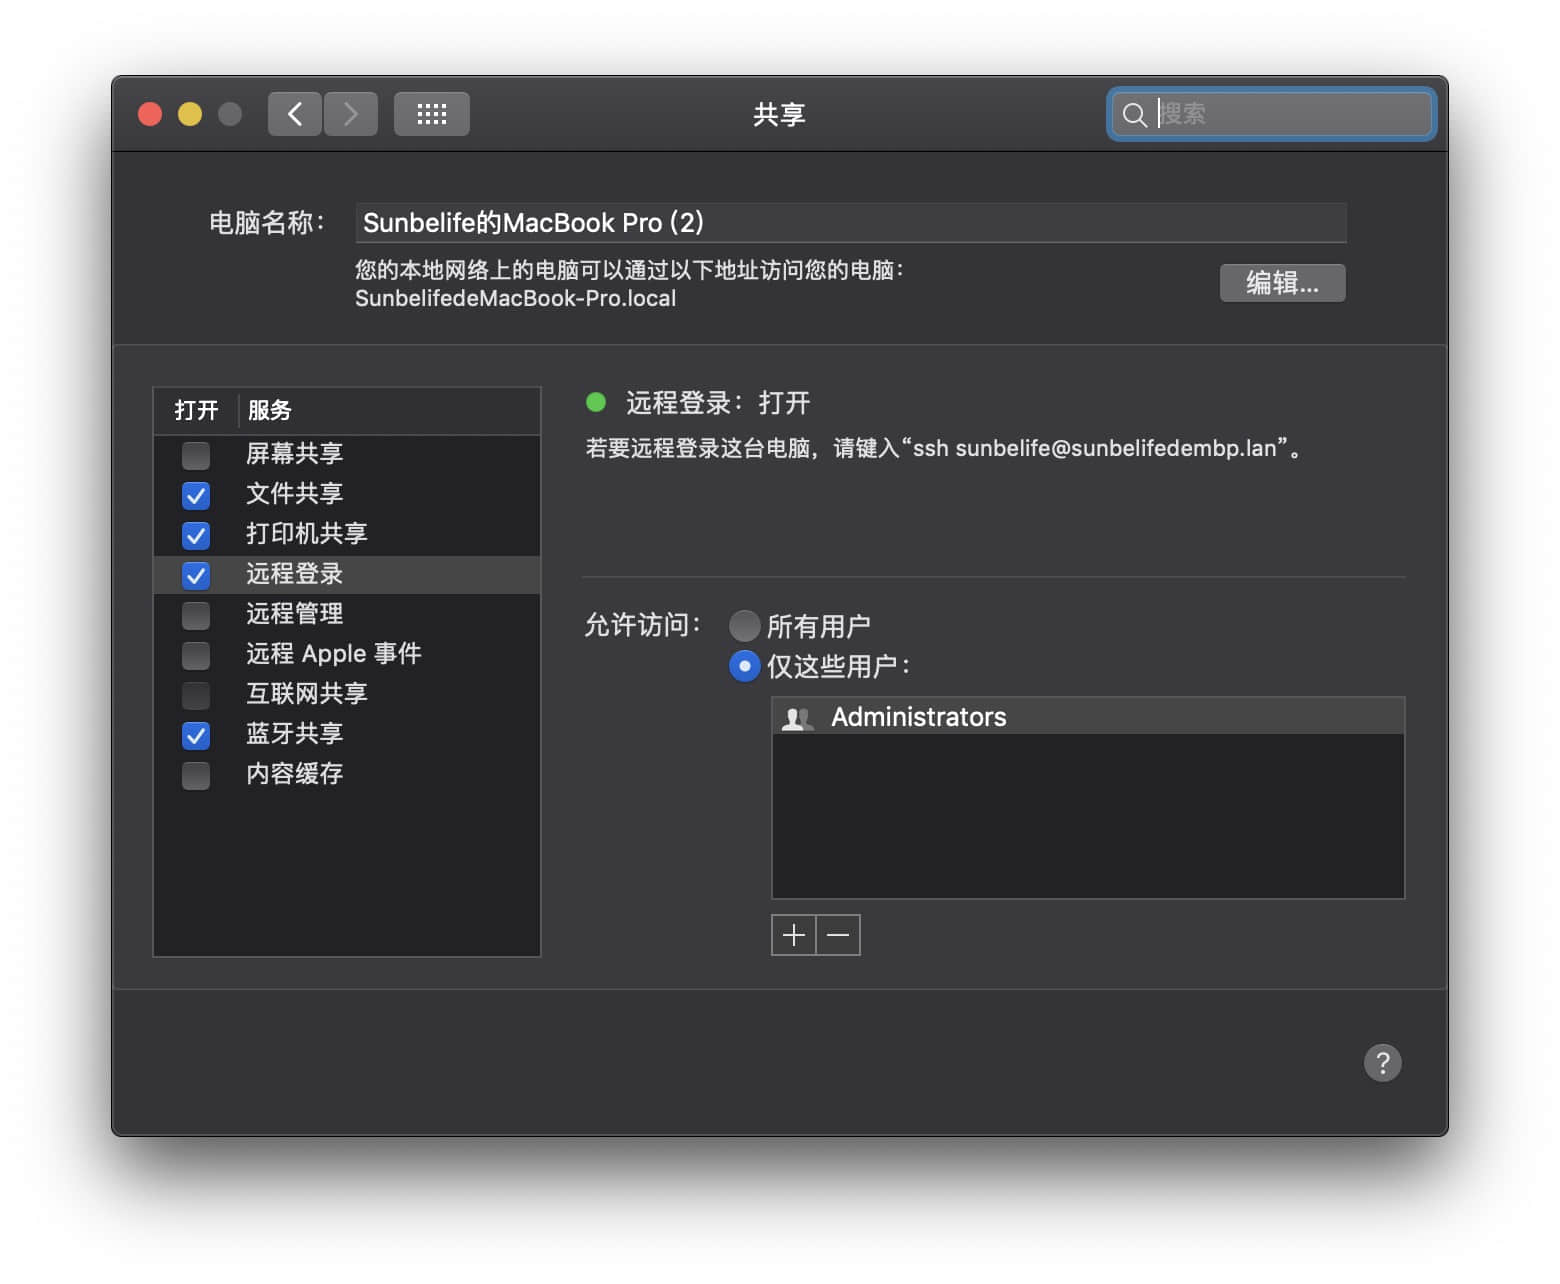 共享
搜索
电脑名称：
Sunbelife的MacBook Pro (2)
您的本地网络上的电脑可以通过以下地址访问您的电脑：
SunbelifedeMacBook-Pro.local
编辑...
打开 服务
屏幕共享
文件共享
打印机共享
远程登录
远程管理
远程 Apple 事件
互联网共享
蓝牙共享
内容缓存
远程登录：打开
若要远程登录这台电脑，请键入“ssh sunbelife@sunbelifedembp.lan”。
允许访问：
所有用户
仅这些用户：
Administrators
?